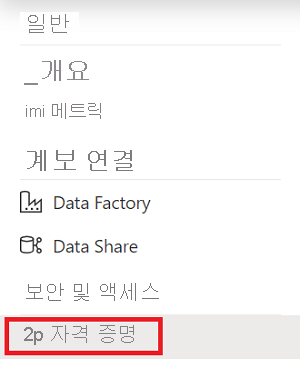 일반
_개요
imi 메트릭
계보 연결
Data Factory
Data Share
보안 및 액세스
2p 자격 증명